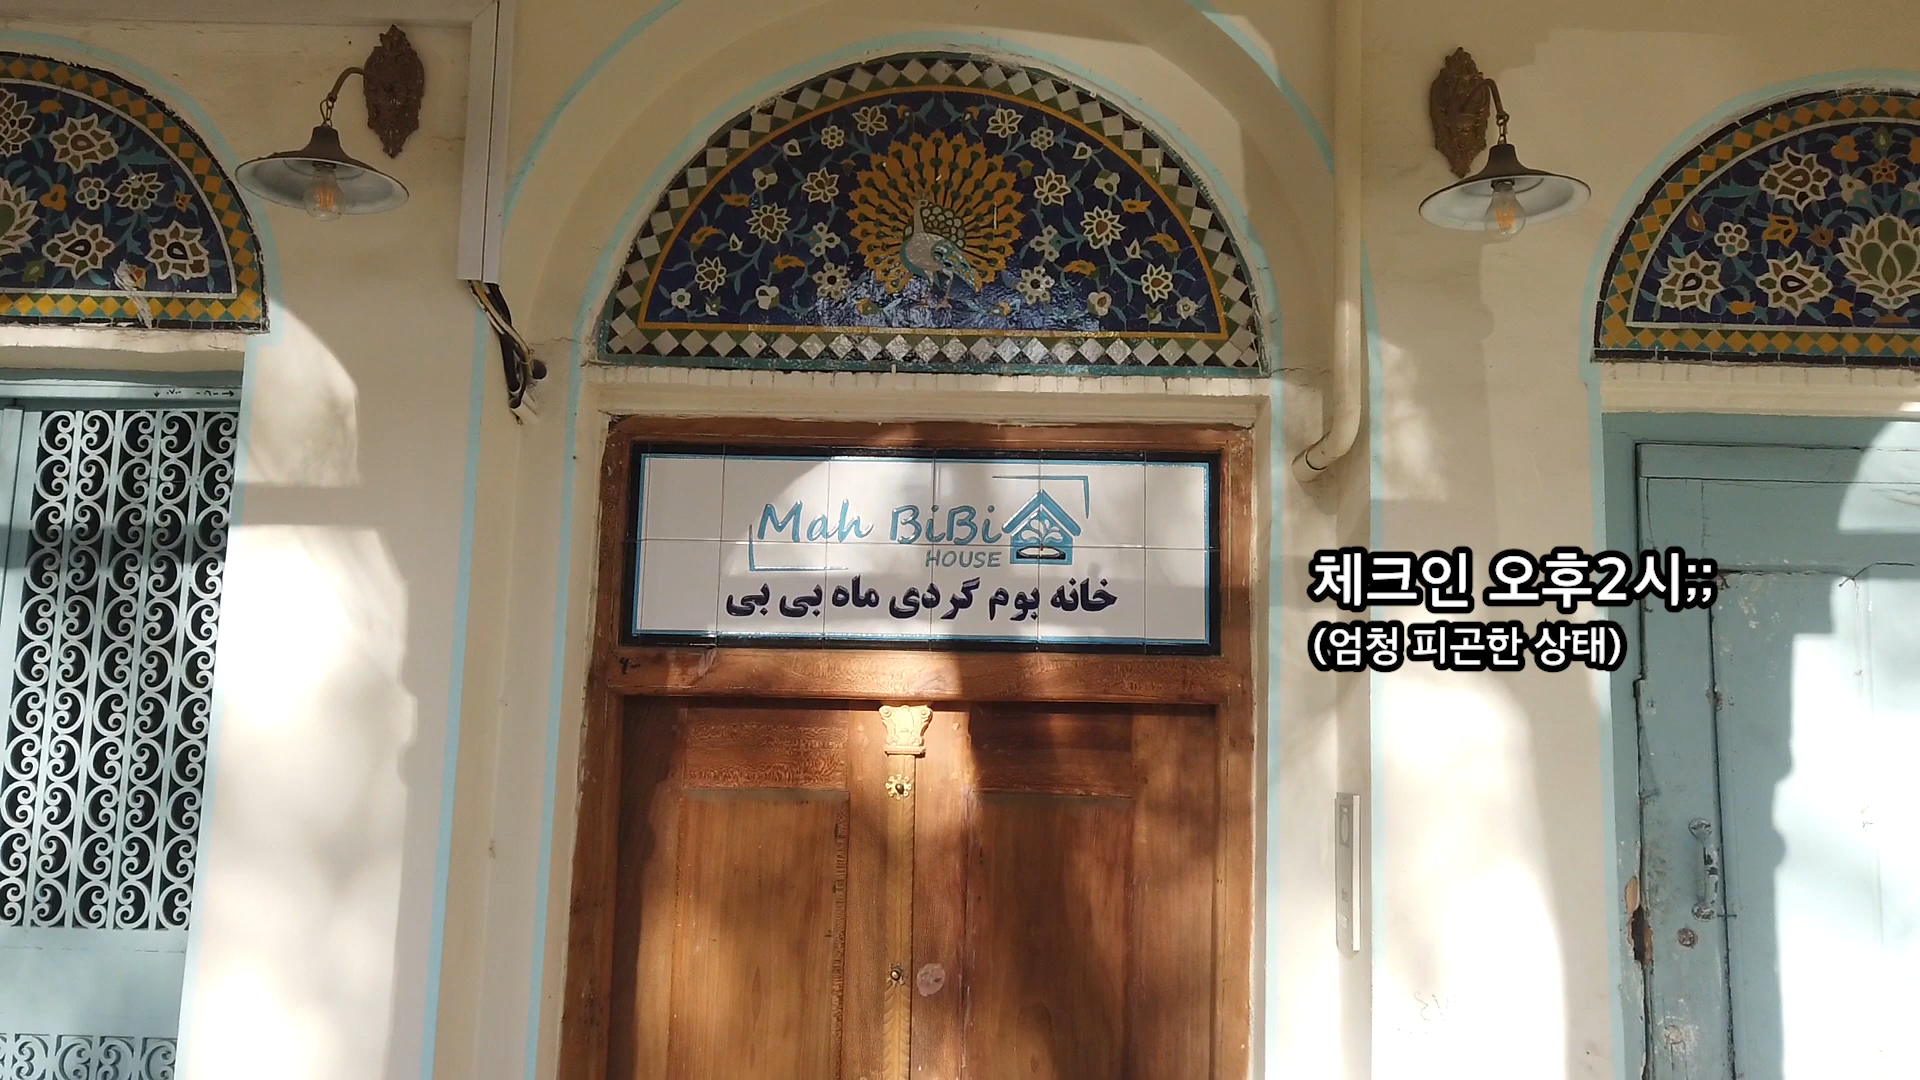 Mah BiBi
HOUSE
خانه بوم گردی ماه بی بی
체크인 오후2시;;
(엄청 피곤한 상태)